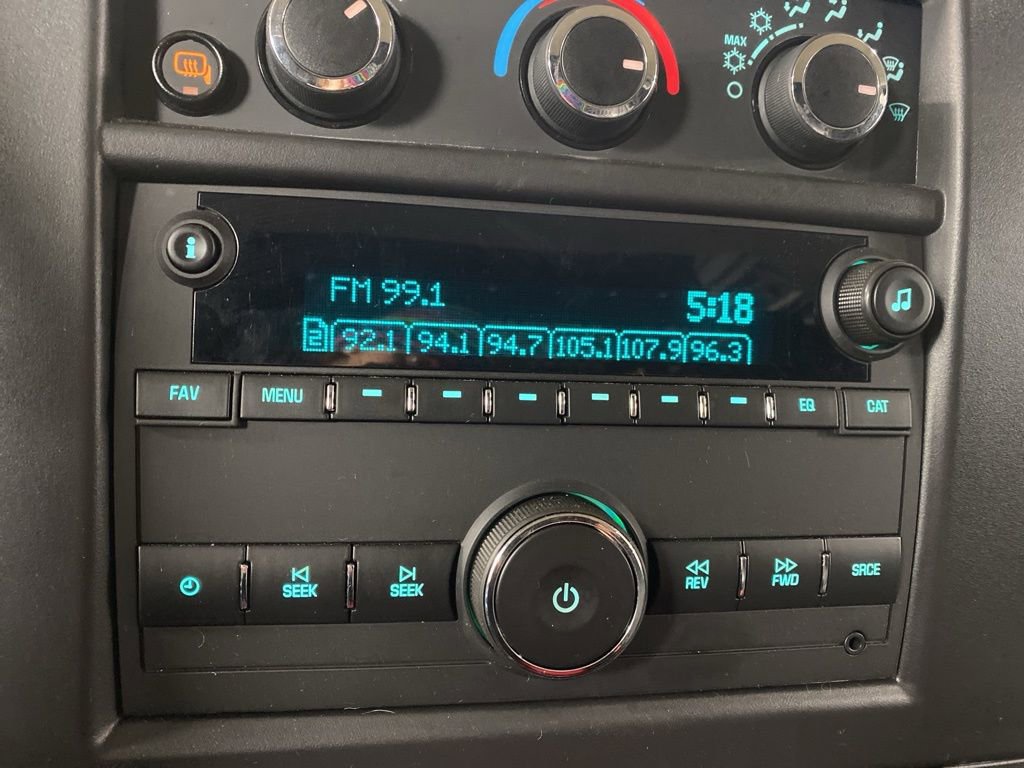 MAX
FM 99.1 5:18
2 92.1 94.1 94.7 105.1 107.9 96.3
FAV MENU EQ CAT
SEEK SEEK REV FWD SRCE